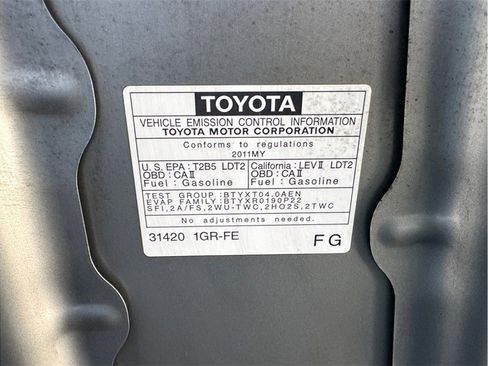 TOYOTA
VEHICLE EMISSION CONTROL INFORMATION
TOYOTA MOTOR CORPORATION
Conforms to regulations
2011MY
U.S. EPA : T2B5 LDT2 California: LEVⅡ LDT2
OBD : CAⅡ OBD : CAⅡ
Fuel : Gasoline Fuel : Gasoline
TEST GROUP :BTYXT04.0AEN
EVAP FAMILY:BTYXR0190P22
SFI,2A/FS,2WU-TWC,2HO2S,2TWC
No adjustments needed.
31420 1GR-FE FG